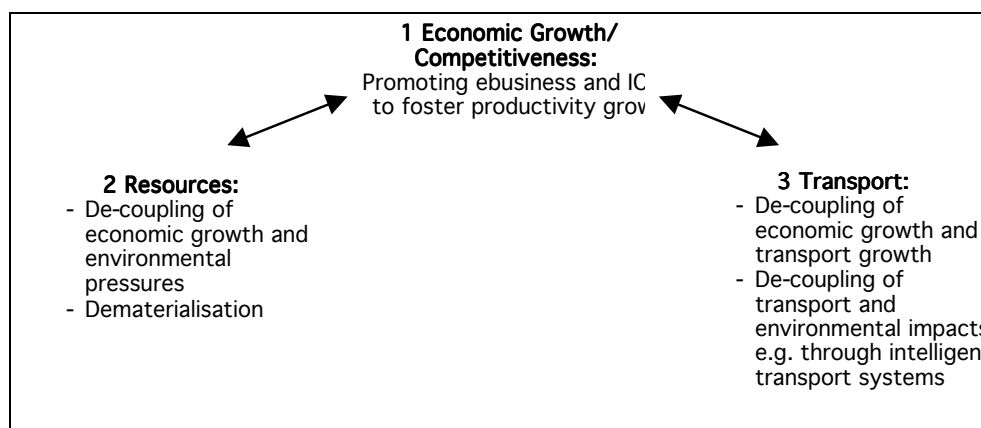 1 Economic Growth/
Competitiveness:
Promoting ebusiness and IC
to foster productivity grow
2 Resources:
- De-coupling of
economic growth and
environmental
pressures
- Dematerialisation
3 Transport:
- De-coupling of
economic growth and
transport growth
- De-coupling of
transport and
environmental impacts
e.g. through intelligen
transport systems